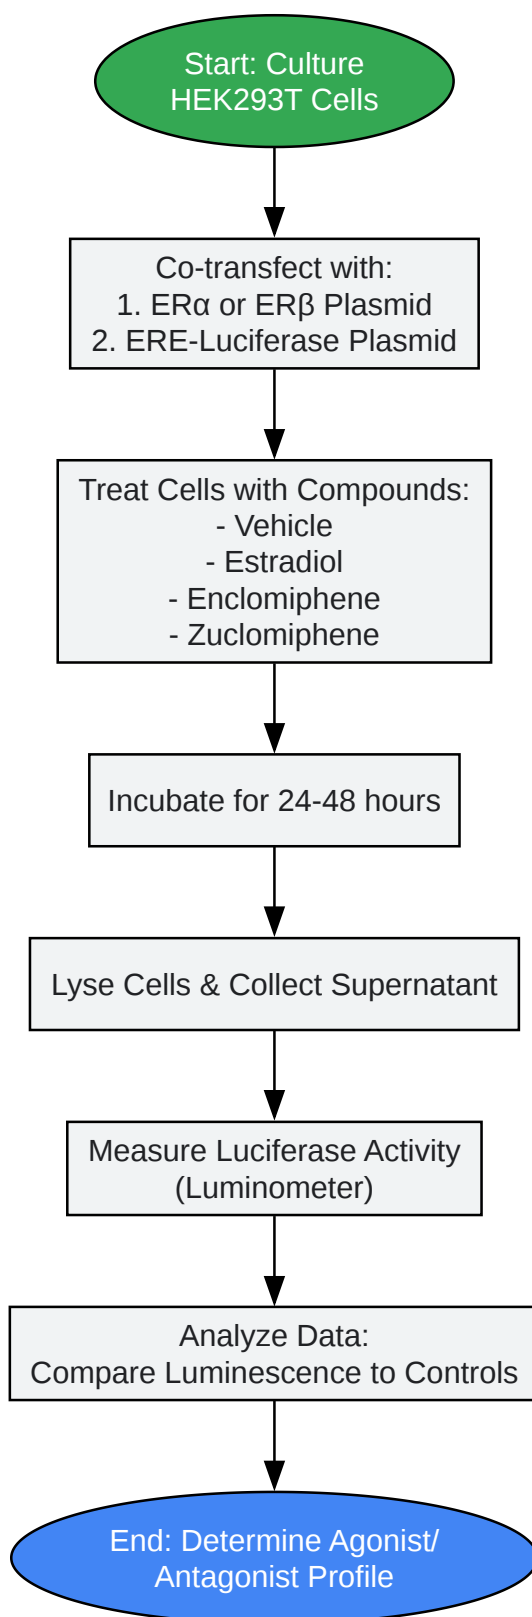 Start: Culture
HEK293T Cells
Co-transfect with:
1. ERα or ERβ Plasmid
2. ERE-Luciferase Plasmid
Treat Cells with Compounds:
- Vehicle
- Estradiol
- Enclomiphene
- Zuclomiphene
Incubate for 24-48 hours
Lyse Cells & Collect Supernatant
Measure Luciferase Activity
(Luminometer)
Analyze Data:
Compare Luminescence to Controls
End: Determine Agonist/
Antagonist Profile